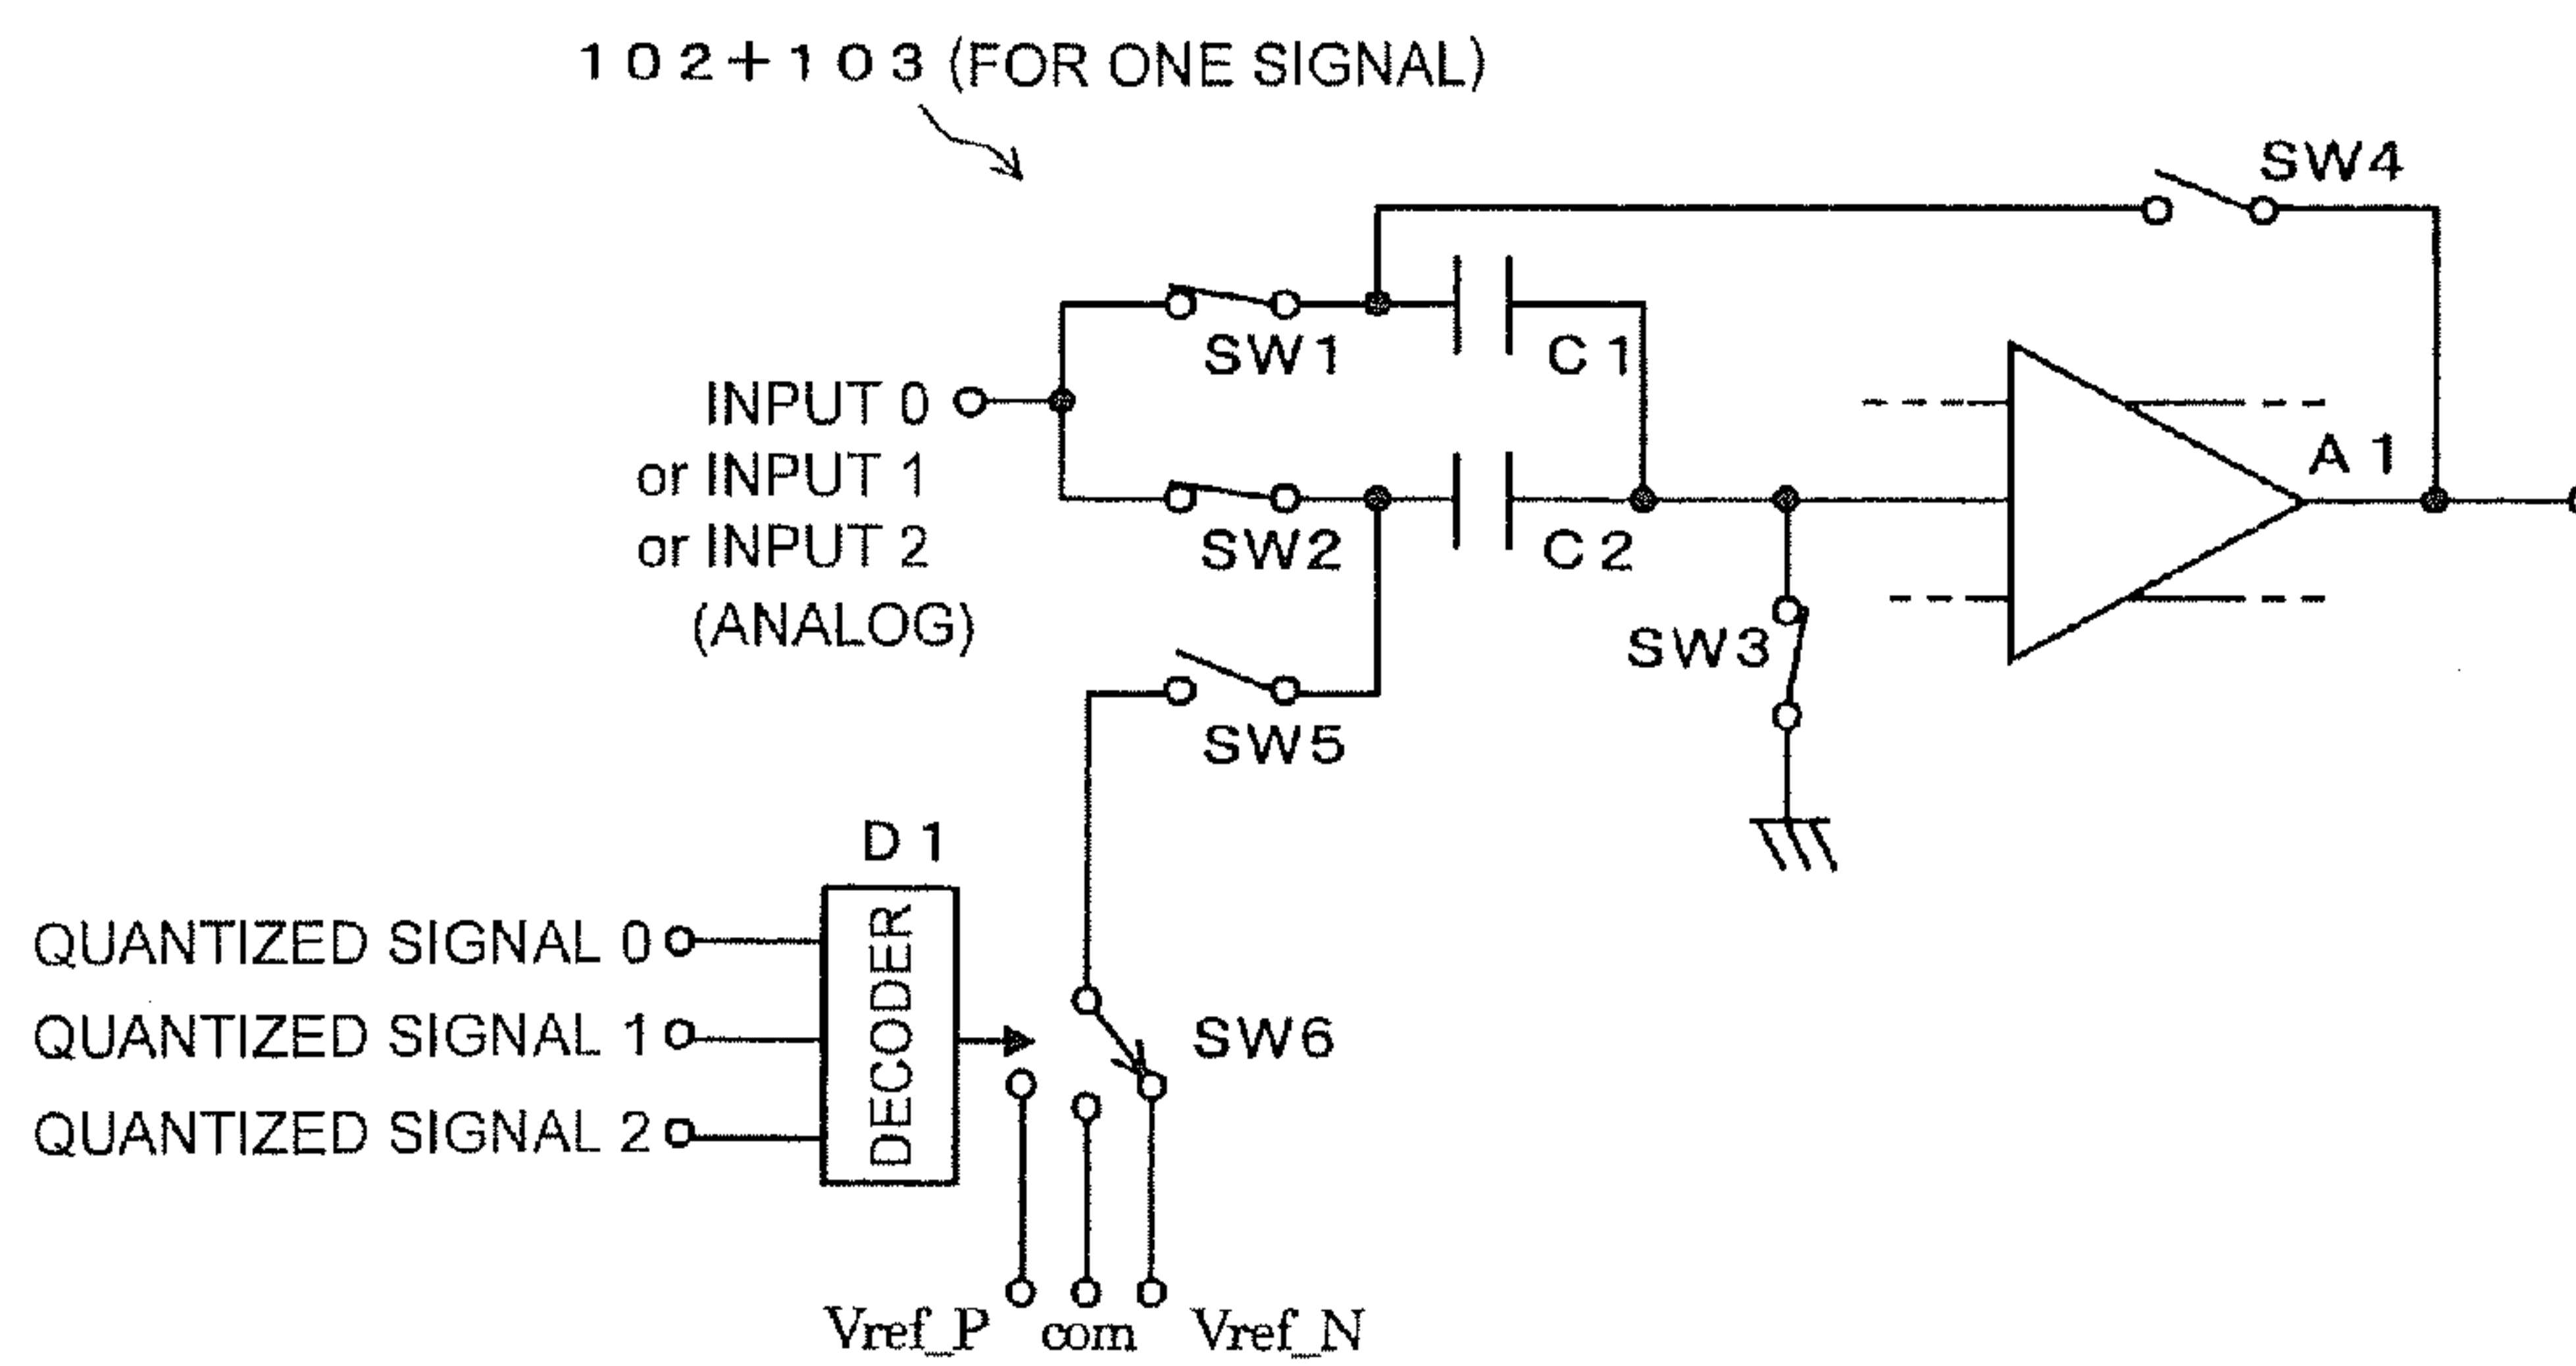 102+103 (FOR ONE SIGNAL)
SW4
SW1
C1
INPUT 0
or INPUT 1
or INPUT 2
(ANALOG)
A1
SW2
C2
SW3
SW5
D1
DECODER
QUANTIZED SIGNAL 0
QUANTIZED SIGNAL 1
QUANTIZED SIGNAL 2
SW6
Vref_P com Vref_N